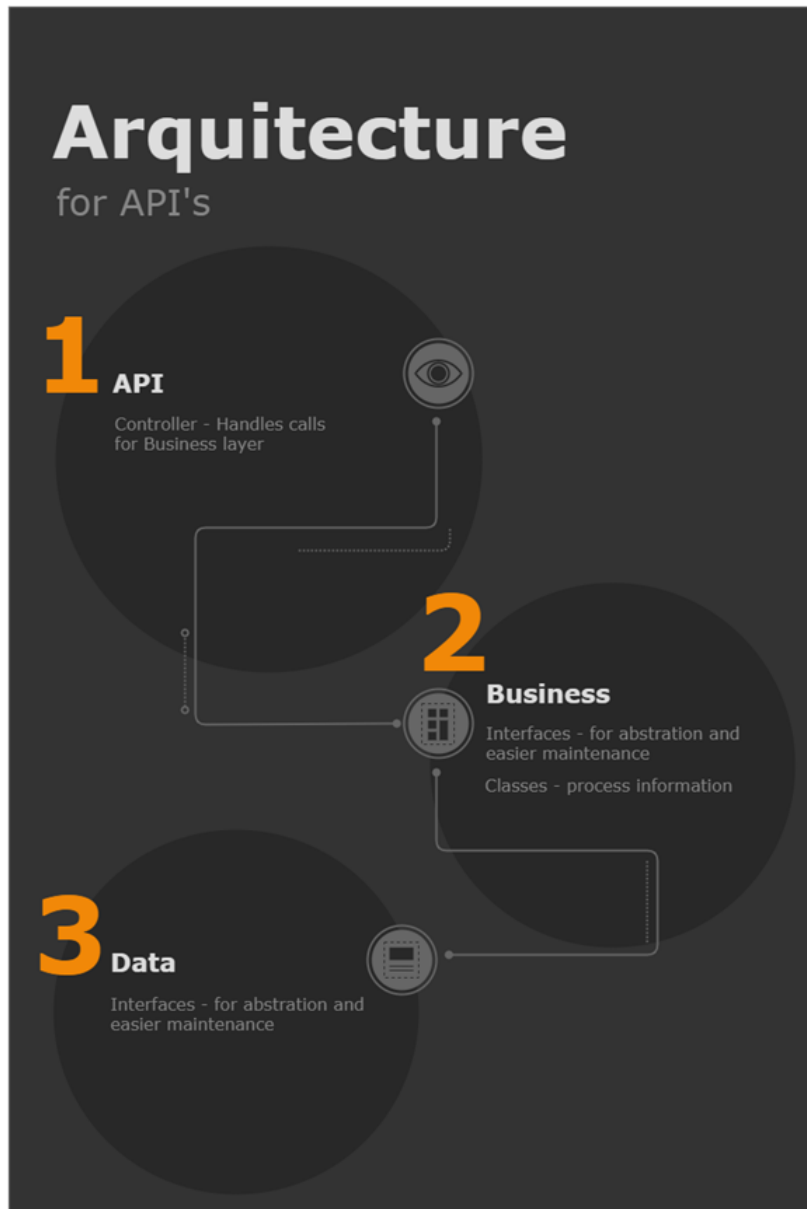 Arquitecture
for API's
1
API
Controller - Handles calls
for Business layer
2
Business
Interfaces - for abstration and
easier maintenance
Classes - process information
3
Data
Interfaces - for abstration and
easier maintenance